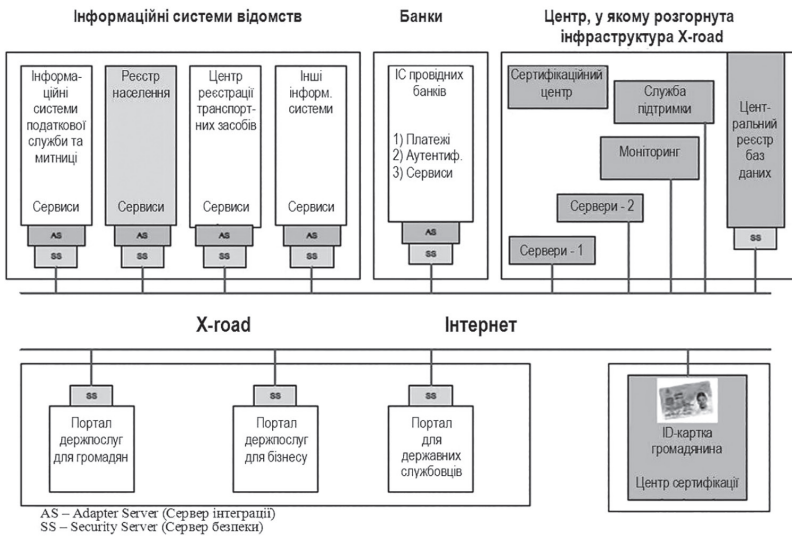 Інформаційні системи відомств
Банки
Центр, у якому розгорнута
інфраструктура X-road
Інформа-
ційні
системи
податкової
служби та
митниці
Сервиси
AS
SS
Реєстр
населення
Сервиси
AS
SS
Центр
реєстрації
транспорт-
них засобів
Сервиси
AS
SS
Інші
інформ.
системи
Сервиси
AS
SS
ІС провідних
банків
1) Платежі
2) Аутентиф.
3) Сервиси
AS
SS
Сертифікаційний
центр
Служба
підтримки
Моніторинг
Сервери - 2
Сервери - 1
Цент-
ральний
реєстр
баз
даних
SS
X-road
Інтернет
SS
Портал
держпослуг
для громадян
SS
Портал
держпослуг
для бізнесу
SS
Портал
для
державних
службовців
ID-картка
громадянина
Центр сертифікації
AS – Adapter Server (Сервер інтеграції)
SS – Security Server (Сервер безпеки)